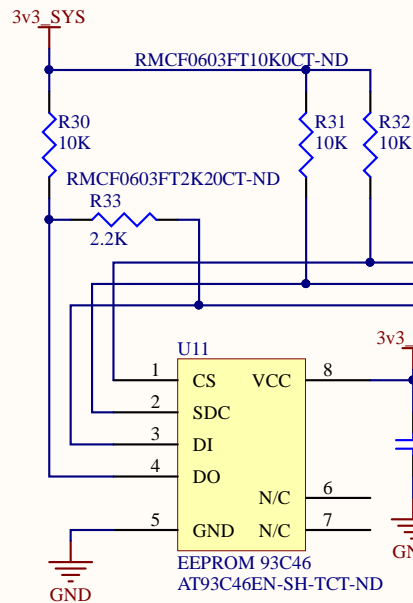 3v3_SYS
RMCF0603FT10K0CT-ND
R30
10K
R31
10K
R32
10K
RMCF0603FT2K20CT-ND
R33
2.2K
3v3_
U11
1 CS VCC 8
2 SDC
3 DI
4 DO
N/C 6
5 GND N/C 7
GND
GN
EEPROM 93C46
AT93C46EN-SH-TCT-ND